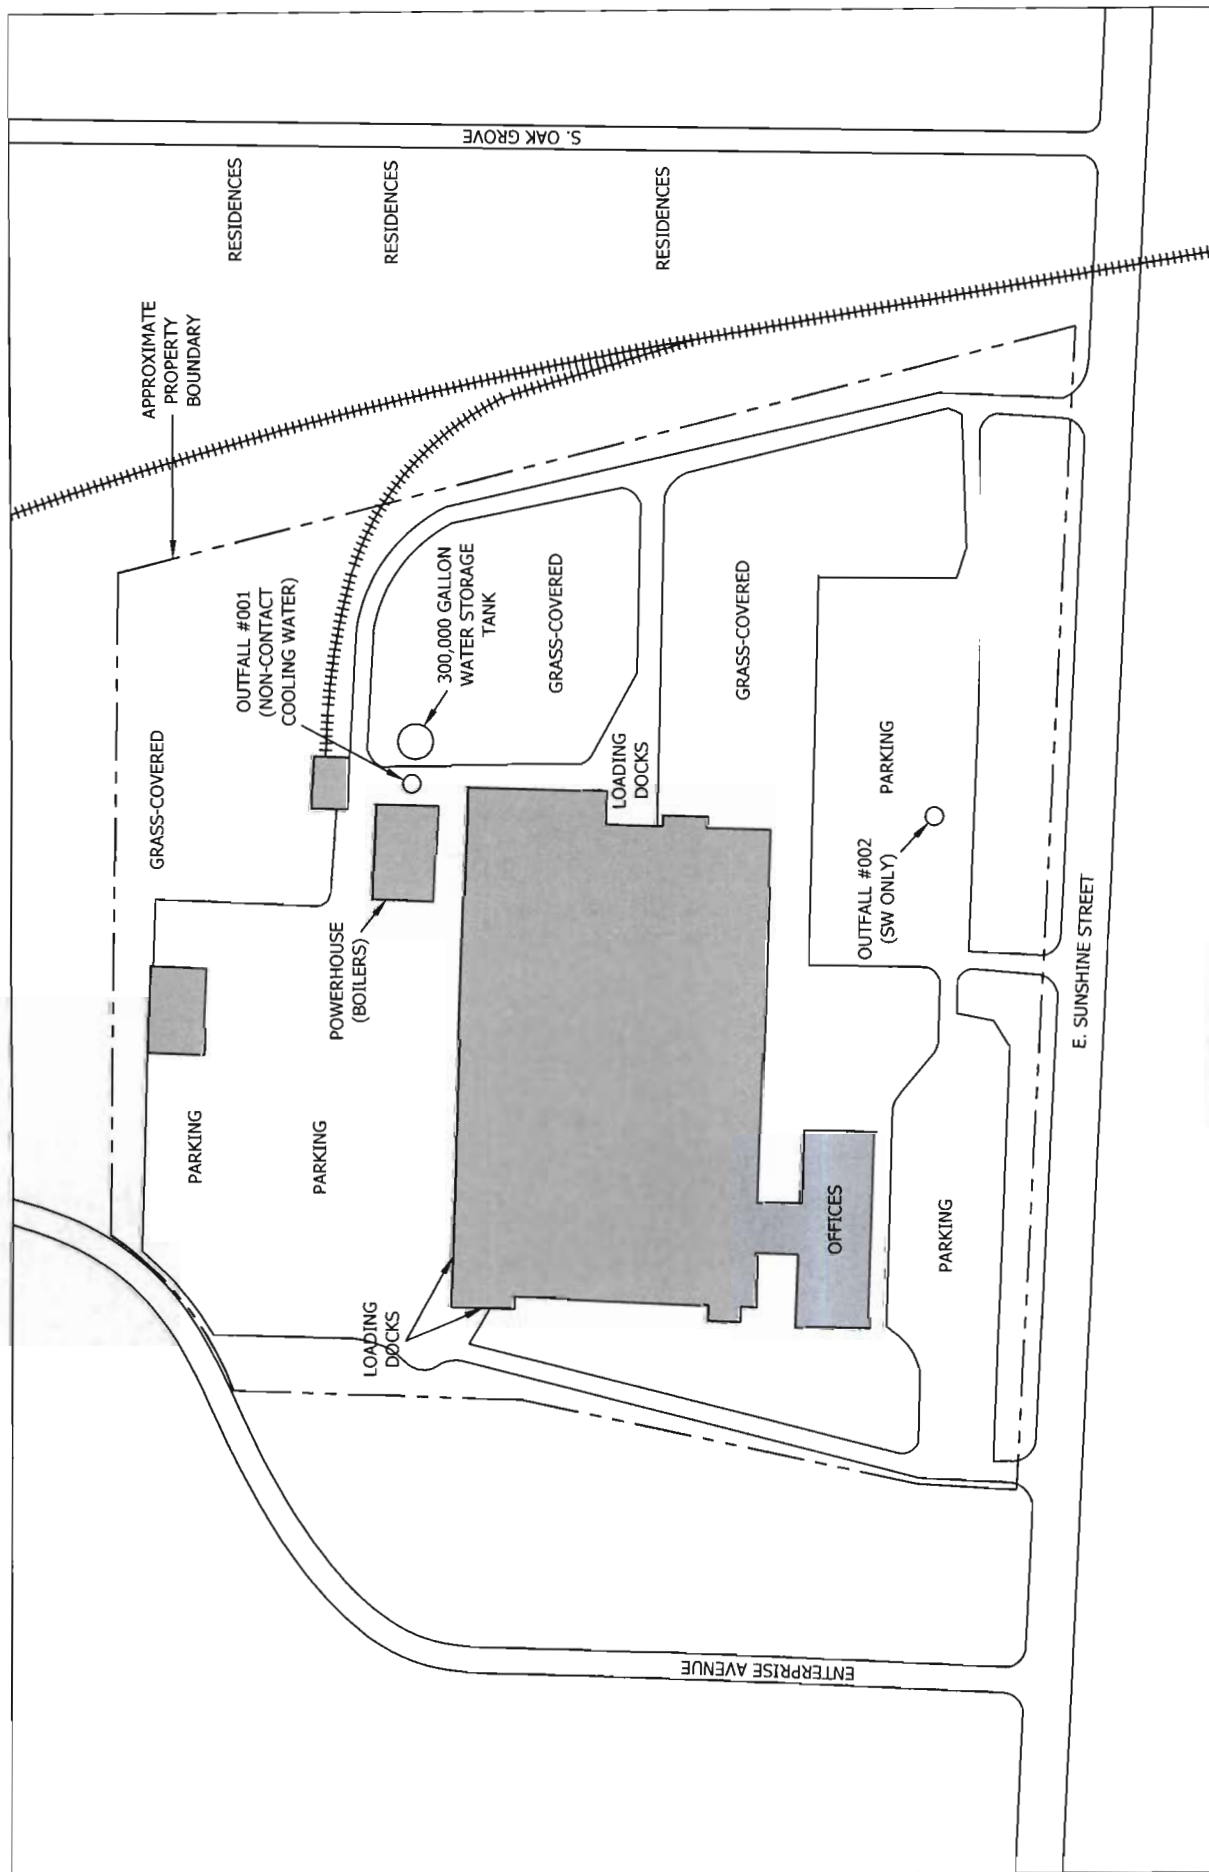 S. OAK GROVE
RESIDENCES
RESIDENCES
RESIDENCES
APPROXIMATE
PROPERTY
BOUNDARY
OUTFALL #001
(NON-CONTACT
COOLING WATER)
300,000 GALLON
WATER STORAGE
TANK
GRASS-COVERED
GRASS-COVERED
GRASS-COVERED
LOADING
DOCKS
PARKING
OUTFALL #002
(SW ONLY)
POWERHOUSE
(BOILERS)
E. SUNSHINE STREET
PARKING
PARKING
OFFICES
PARKING
LOADING
DOCKS
ENTERPRISE AVENUE